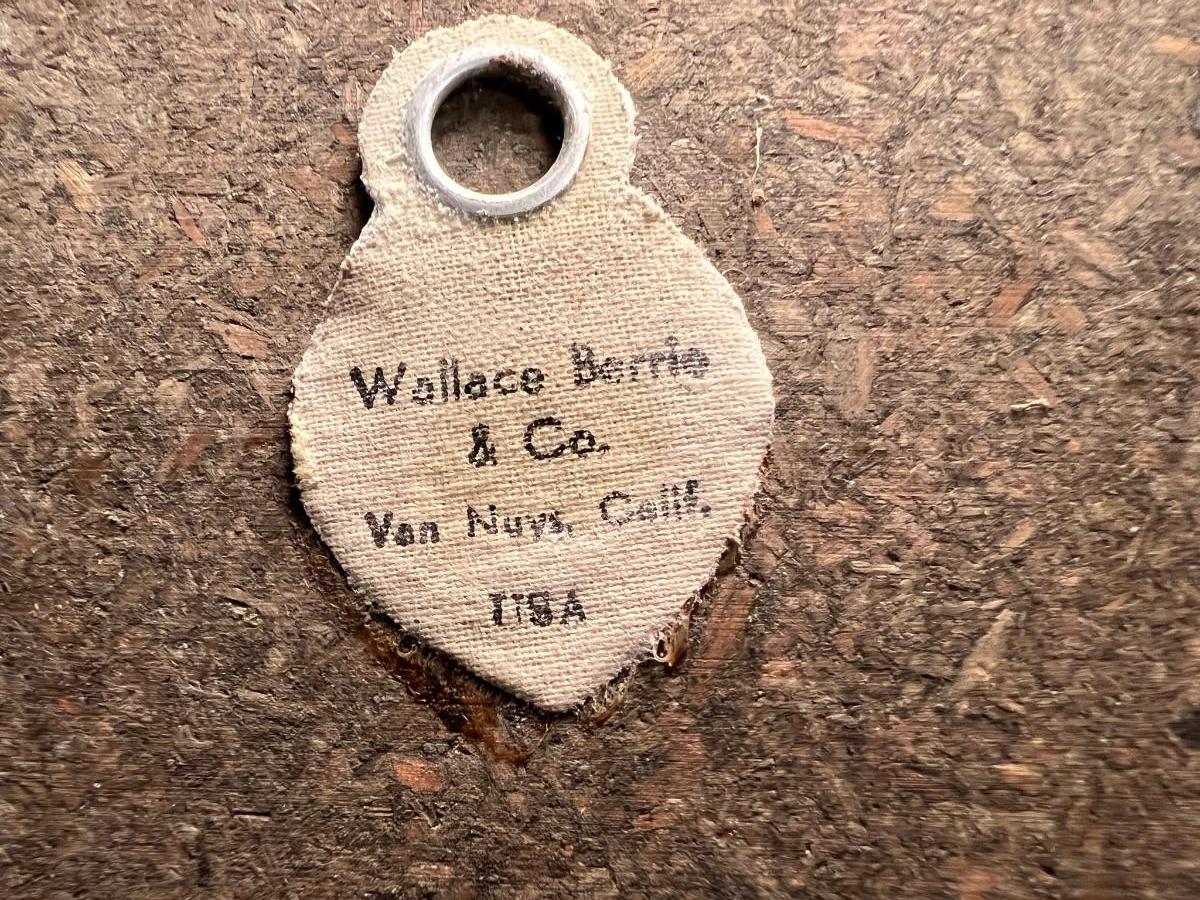 Wallace Berrie
& Co.
Van Nuys, Calif.
USA